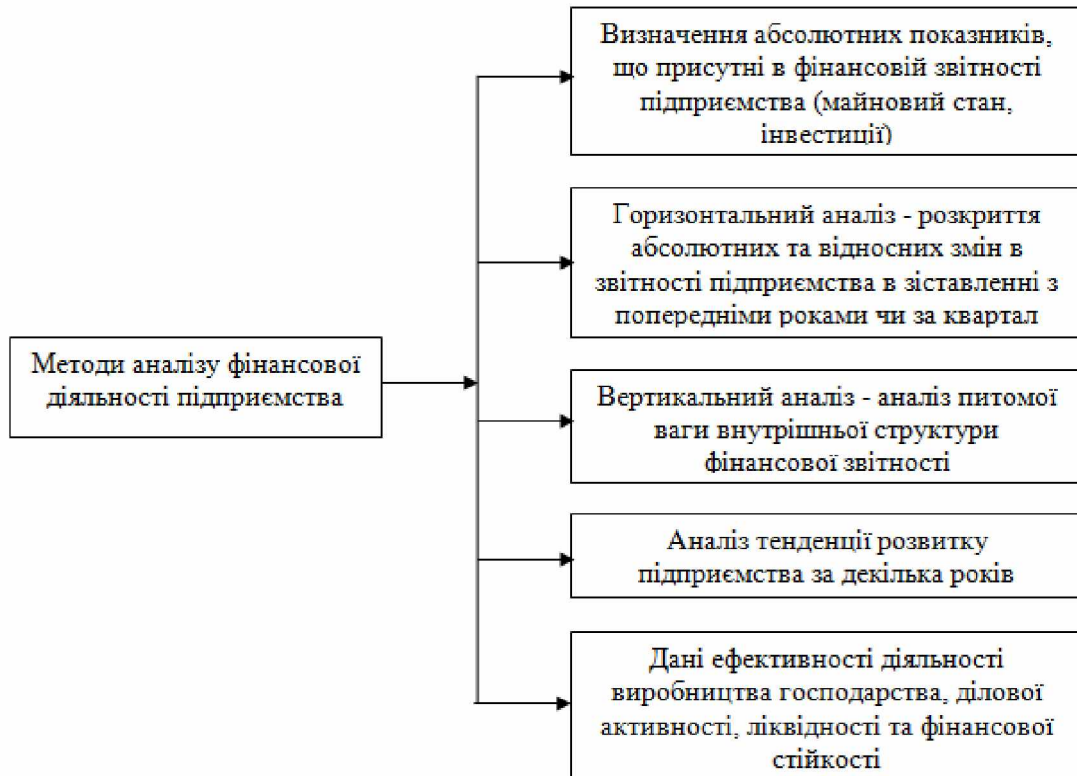 Визначення абсолютних показників,
що присутні в фінансовій звітності
підприємства (майновий стан,
інвестиції)
Горизонтальний аналіз - розкриття
абсолютних та відносних змін в
звітності підприємства в зіставленні з
попередніми роками чи за квартал
Методи аналізу фінансової
діяльності підприємства
Вертикальний аналіз - аналіз питомої
ваги внутрішньої структури
фінансової звітності
Аналіз тенденції розвитку
підприємства за декілька років
Дані ефективності діяльності
виробництва господарства, ділової
активності, ліквідності та фінансової
стійкості